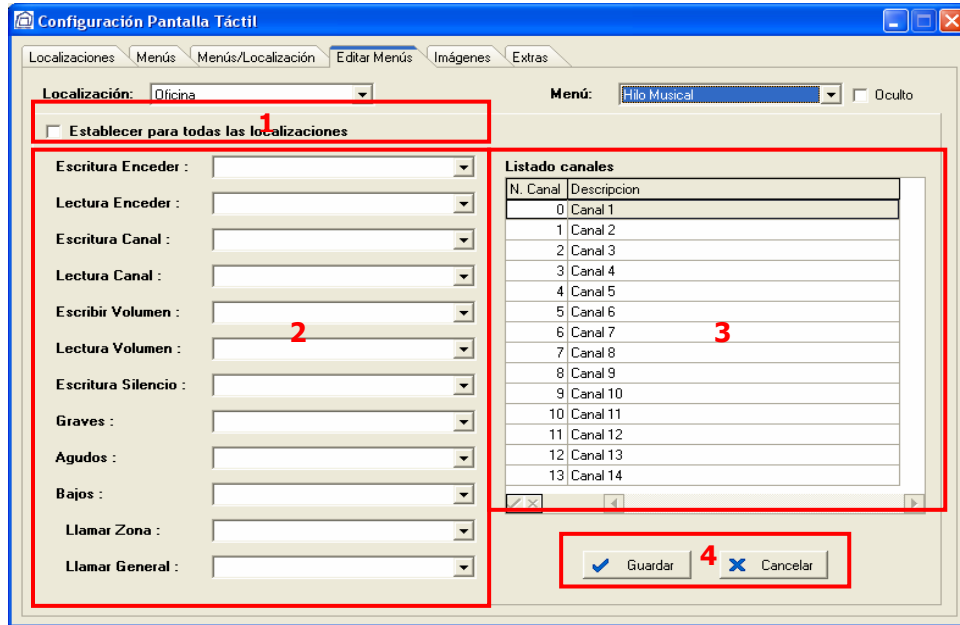 Configuración Pantalla Táctil
Localizaciones Menús Menús/Localización Editar Menús Imágenes Extras
Localización: Oficina Menú: Hilo Musical Oculto
1
Establecer para todas las localizaciones
2
Escritura Enceder :
Lectura Enceder :
Escritura Canal :
Lectura Canal :
Escribir Volumen :
Lectura Volumen :
Escritura Silencio :
Graves :
Agudos :
Bajos :
Llamar Zona :
Llamar General :
3
Listado canales
N. Canal Descripcion
0 Canal 1
1 Canal 2
2 Canal 3
3 Canal 4
4 Canal 5
5 Canal 6
6 Canal 7
7 Canal 8
8 Canal 9
9 Canal 10
10 Canal 11
11 Canal 12
12 Canal 13
13 Canal 14
4
Guardar Cancelar